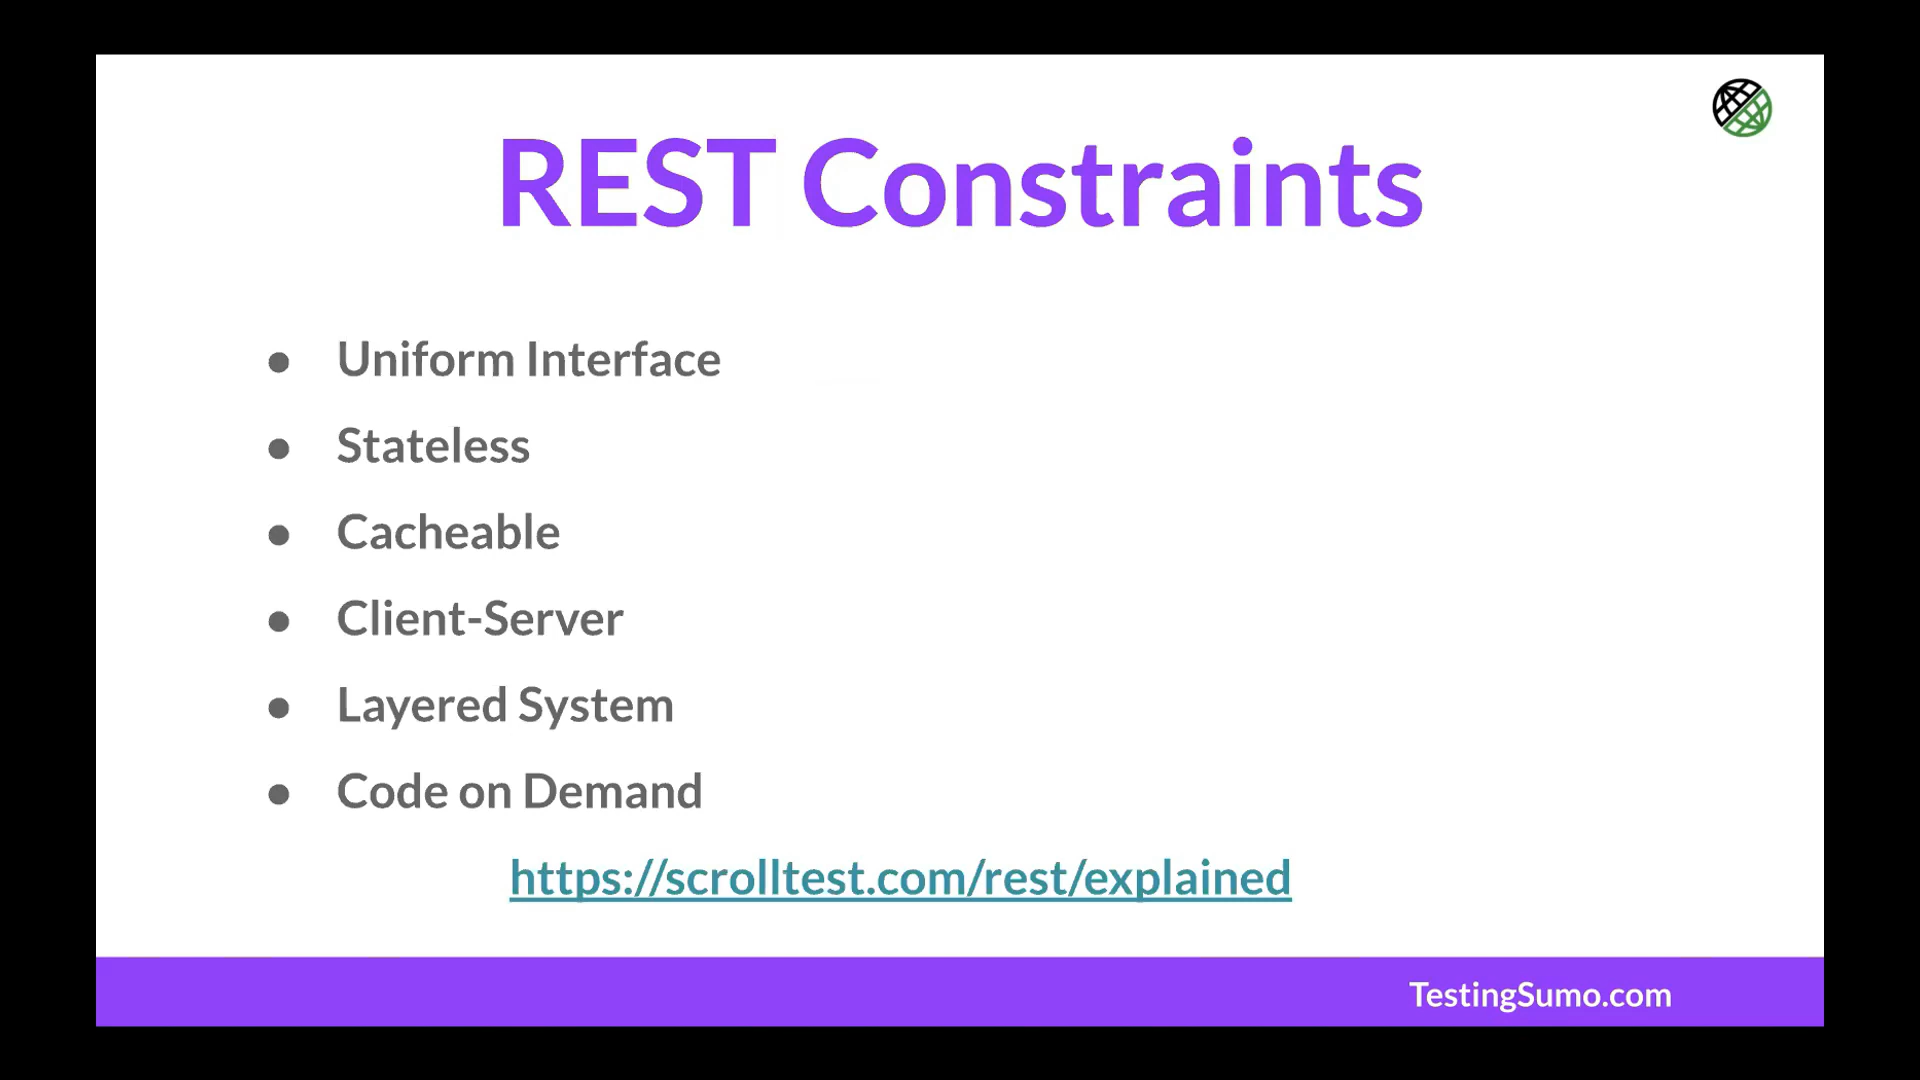 REST Constraints
● Uniform Interface
● Stateless
● Cacheable
● Client-Server
● Layered System
● Code on Demand
https://scrolltest.com/rest/explained
TestingSumo.com